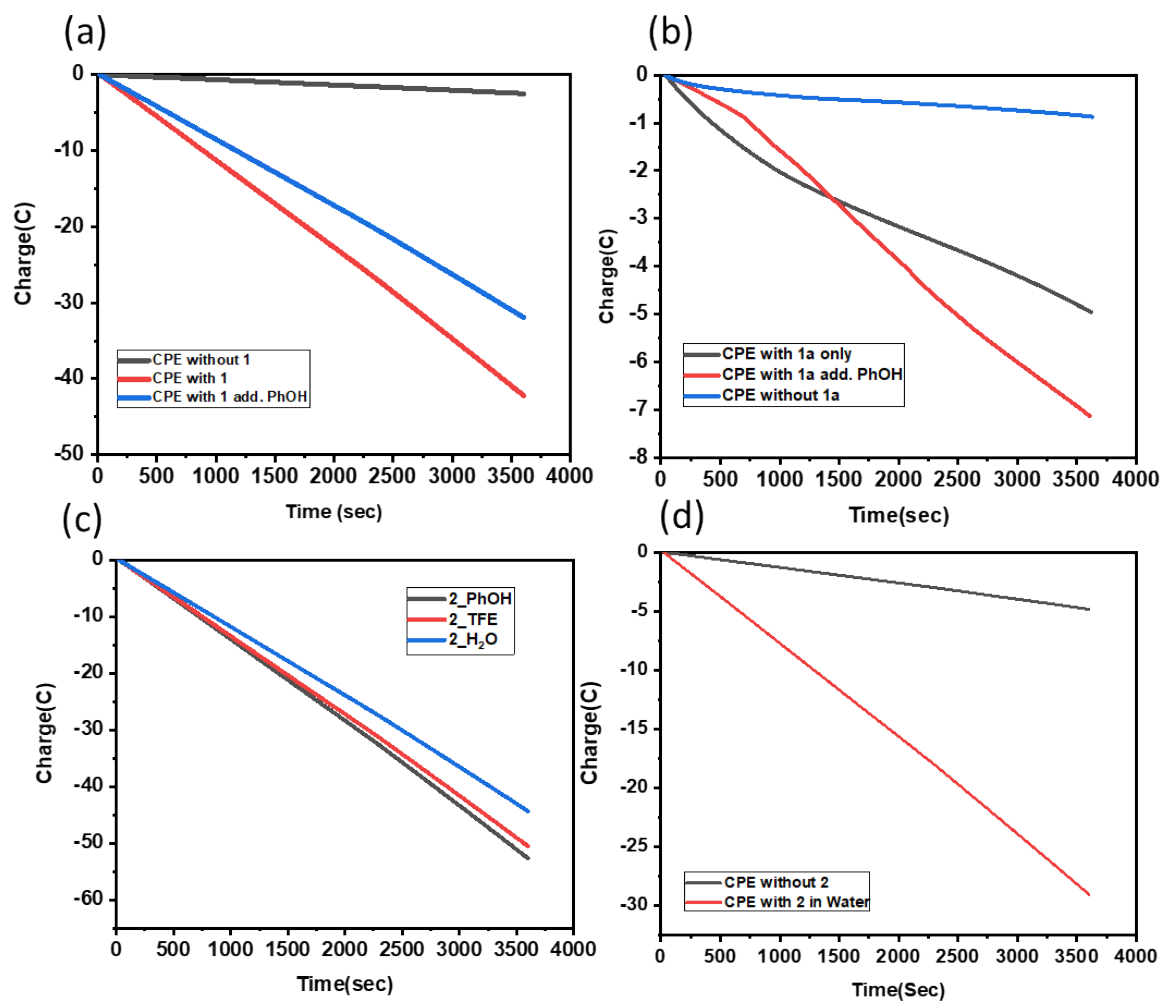 (a)
0
-10
-20
-30
-40
-50
Charge(C)
CPE without 1
CPE with 1
CPE with 1 add. PhOH
0 500 1000 1500 2000 2500 3000 3500 4000
Time (sec)
(b)
0
-1
-2
-3
-4
-5
-6
-7
-8
Charge(C)
CPE with 1a only
CPE with 1a add. PhOH
CPE without 1a
0 500 1000 1500 2000 2500 3000 3500 4000
Time(sec)
(c)
0
-10
-20
-30
-40
-50
-60
Charge(C)
2_PhOH
2_TFE
2_H₂O
0 500 1000 1500 2000 2500 3000 3500 4000
Time(sec)
(d)
0
-5
-10
-15
-20
-25
-30
Charge(C)
CPE without 2
CPE with 2 in Water
0 500 1000 1500 2000 2500 3000 3500 4000
Time(Sec)